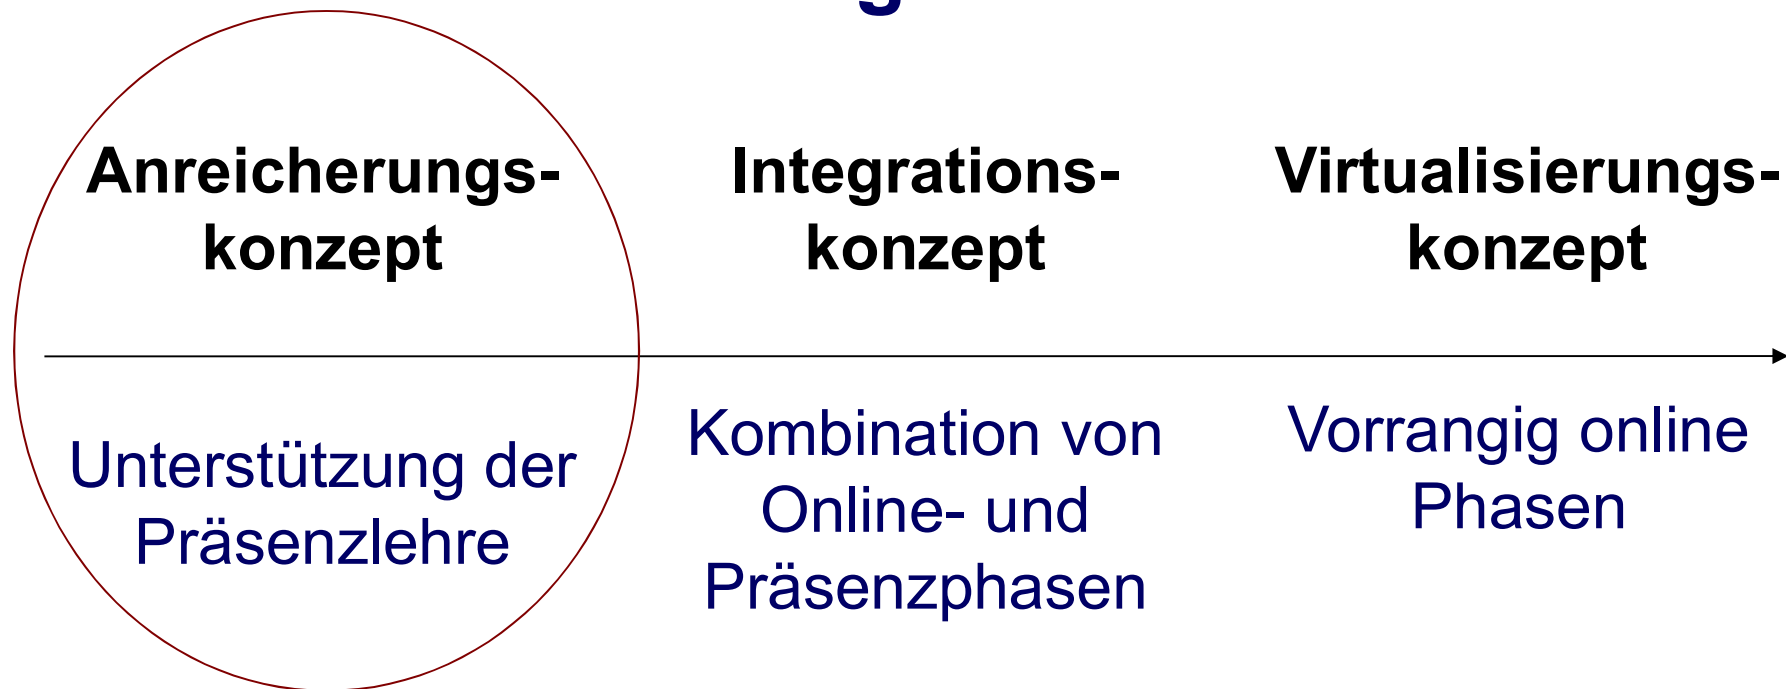 Anreicherungs-
konzept
Integrations-
konzept
Virtualisierungs-
konzept
Unterstützung der
Präsenzlehre
Kombination von
Online- und
Präsenzphasen
Vorrangig online
Phasen